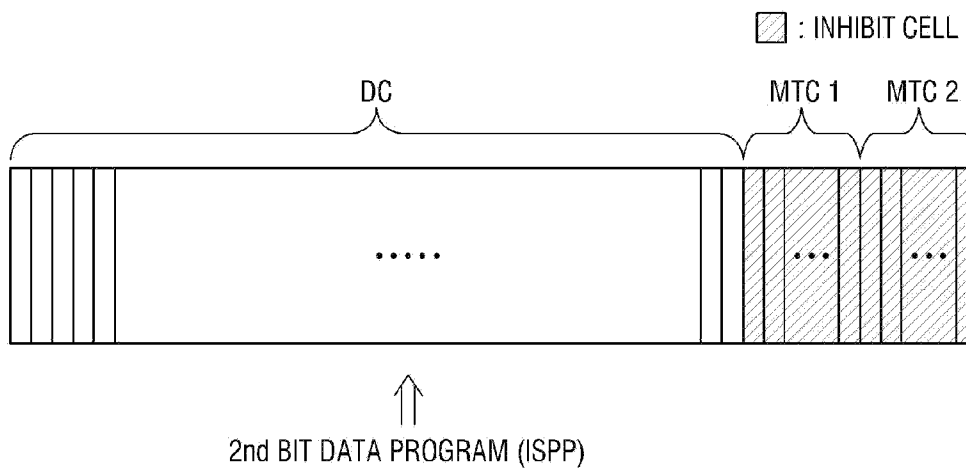 : INHIBIT CELL
DC
MTC 1
MTC 2
2nd BIT DATA PROGRAM (ISPP)